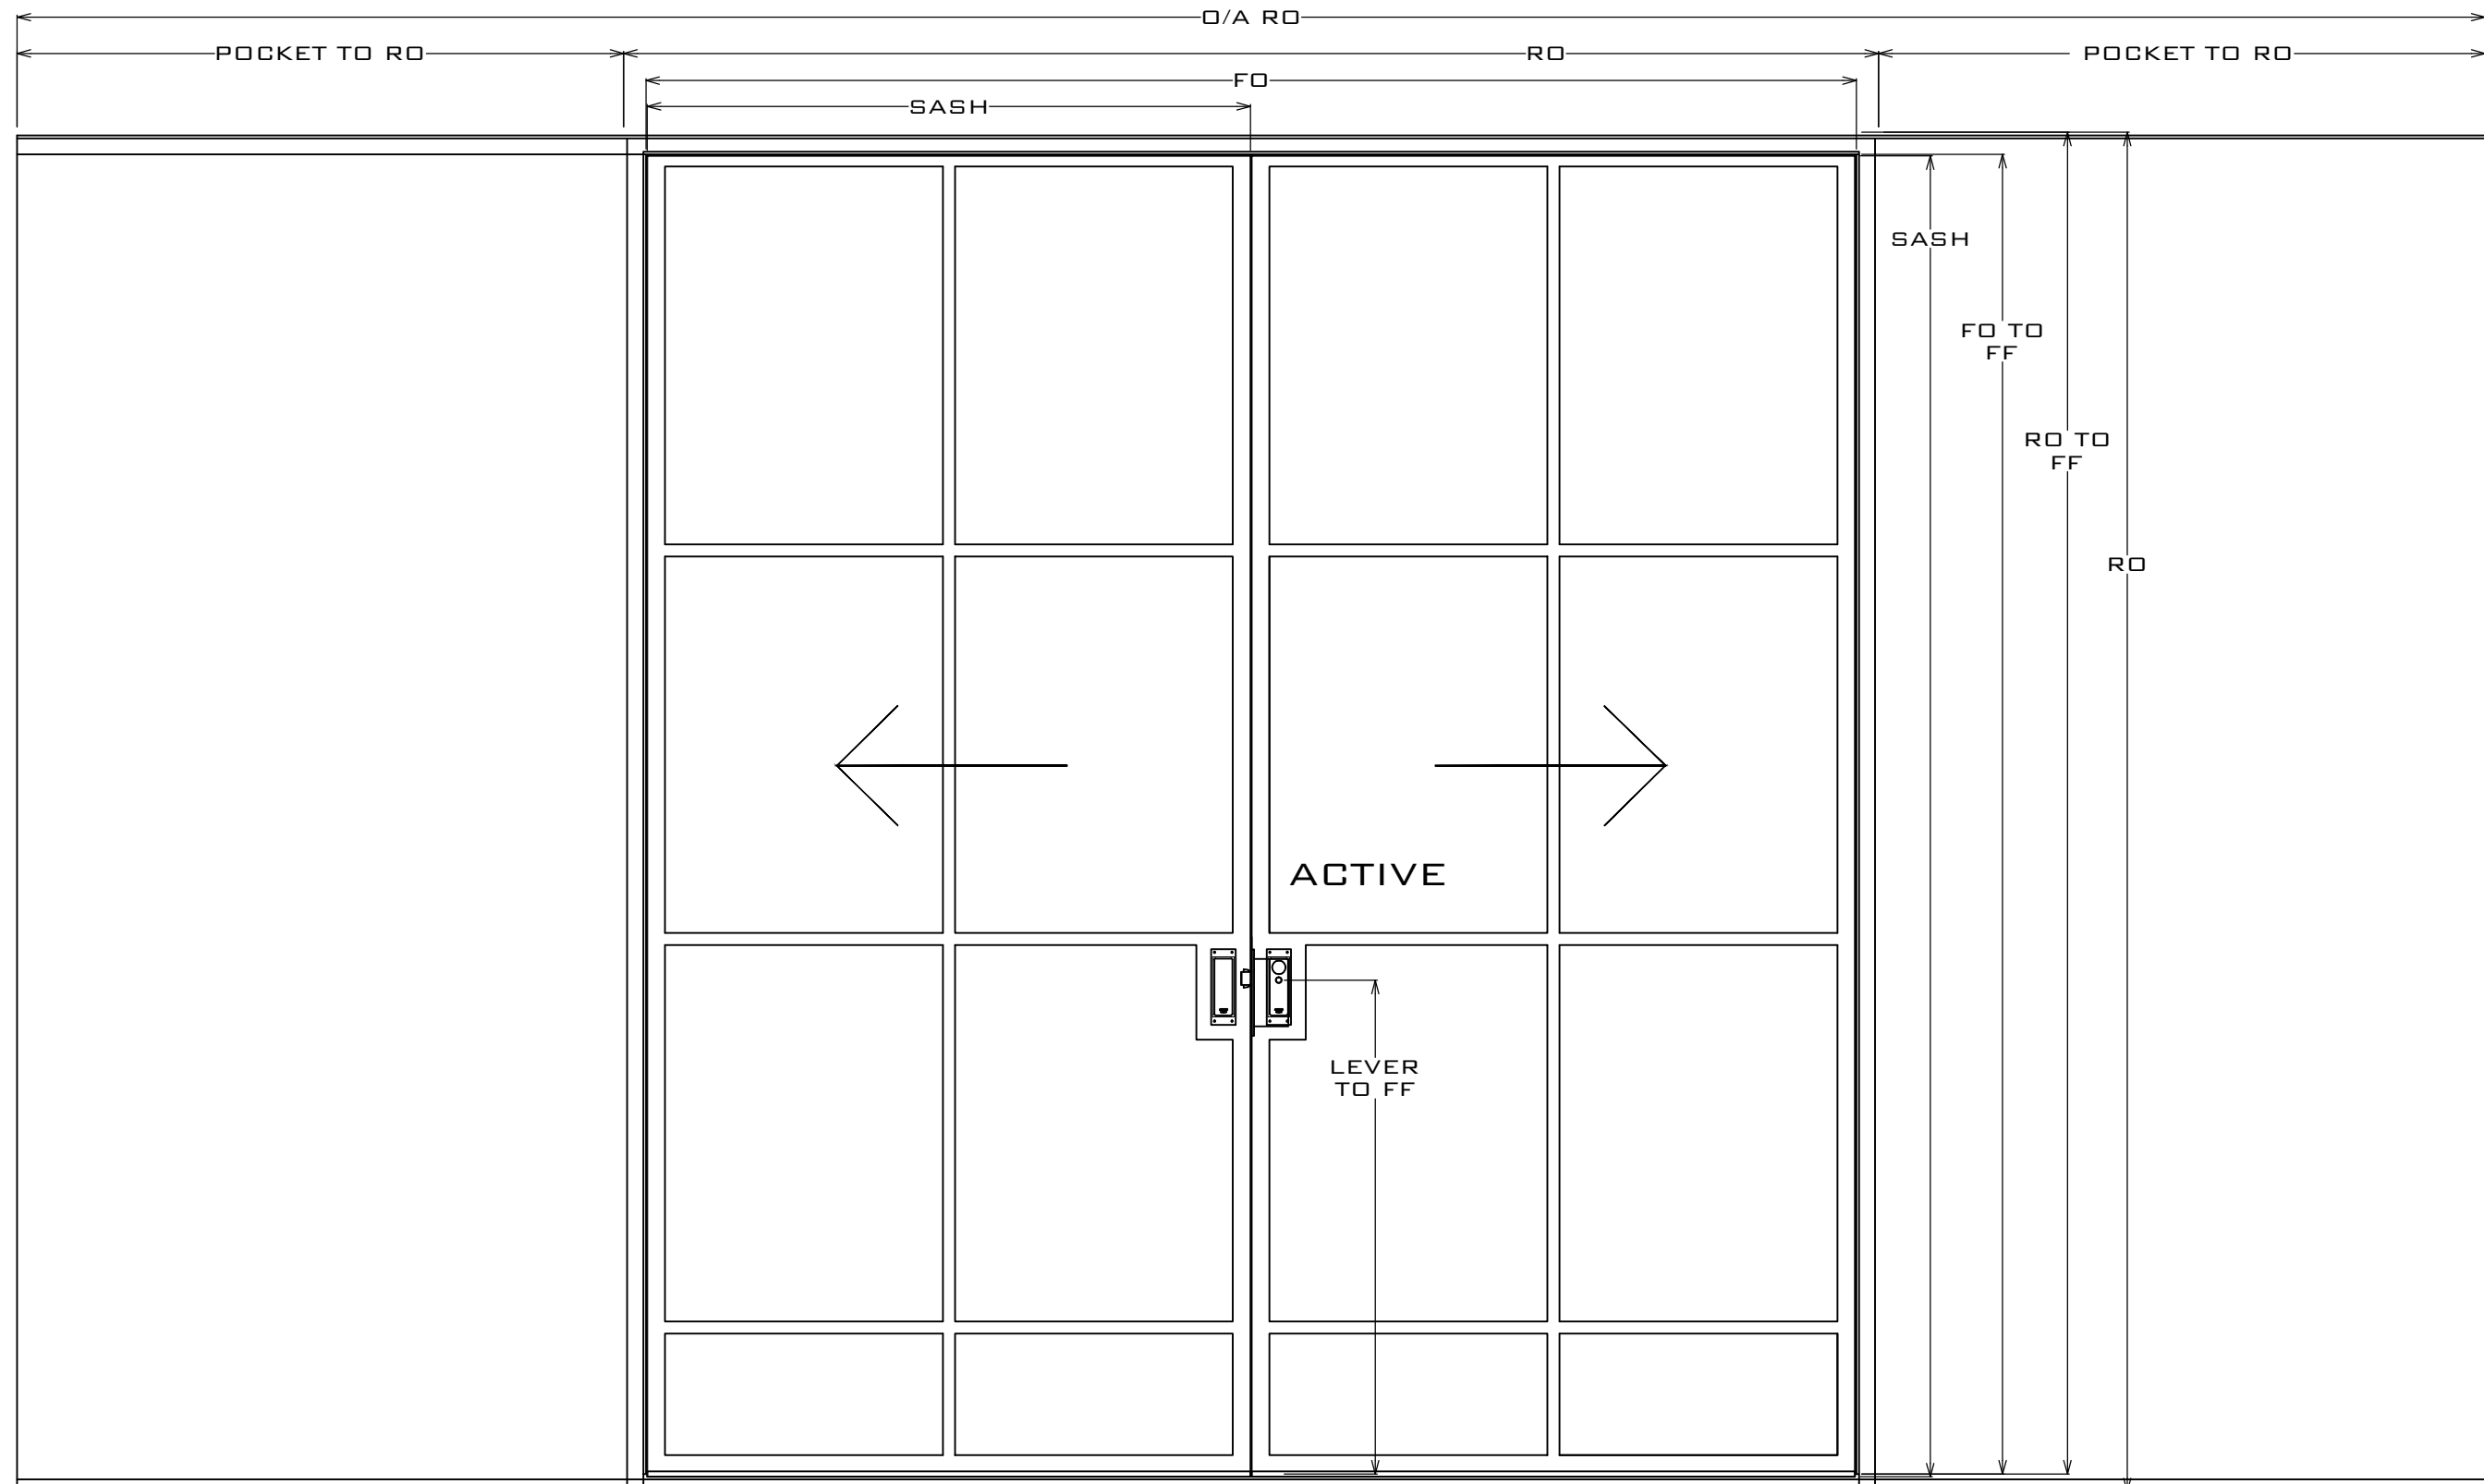 O/A RO
POCKET TO RO
RO
POCKET TO RO
FO
SASH
SASH
FO TO
FF
RO TO
FF
RO
ACTIVE
LEVER
TO FF